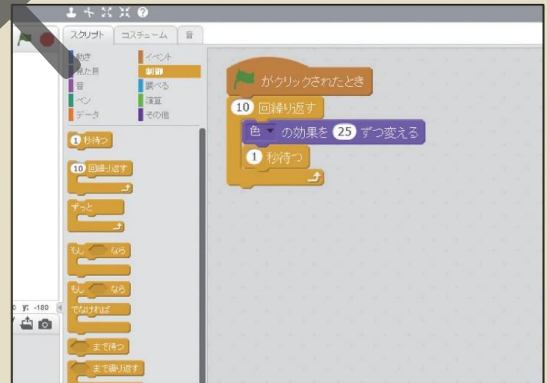 スクリプト コスチューム 音
動き イベント
見た目 制御
音 調べる
ペン 演算
データ その他
1 秒待つ
10 回繰り返す
ずっと
もし なら
もし なら
でなければ
まで待つ
まで繰り返す
y: -180
がクリックされたとき
10 回繰り返す
色 の効果を 25 ずつ変える
1 秒待つ